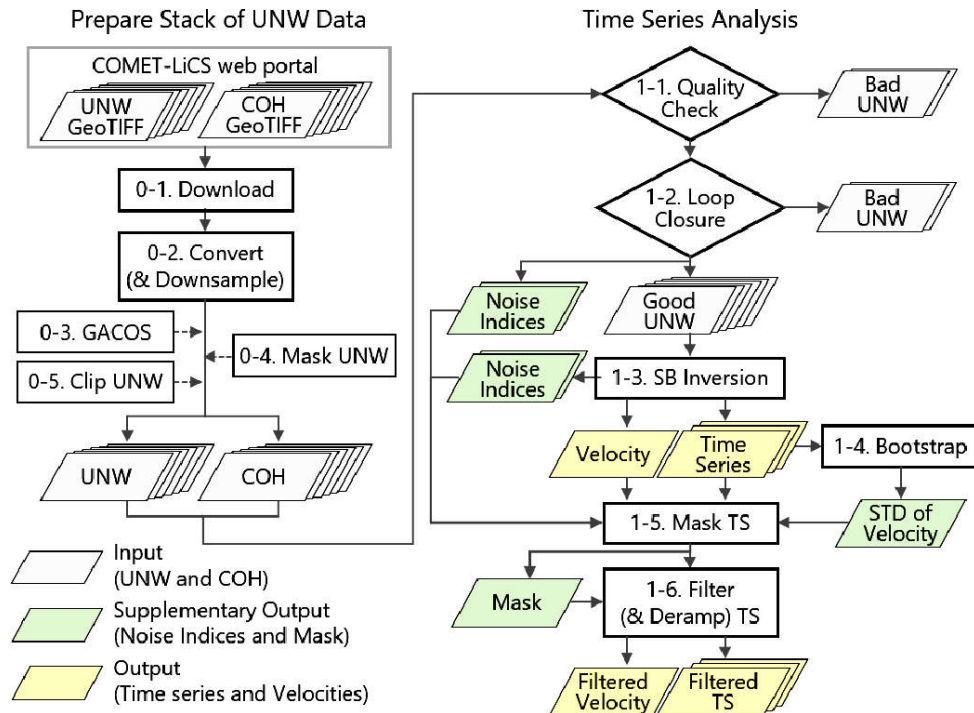 Prepare Stack of UNW Data
COMET-LiCS web portal
UNW
GeoTIFF
COH
GeoTIFF
0-1. Download
0-2. Convert
(& Downsample)
0-3. GACOS
0-4. Mask UNW
0-5. Clip UNW
UNW
COH
Input
(UNW and COH)
Supplementary Output
(Noise Indices and Mask)
Output
(Time series and Velocities)
Time Series Analysis
1-1. Quality
Check
Bad
UNW
1-2. Loop
Closure
Bad
UNW
Noise
Indices
Good
UNW
Noise
Indices
1-3. SB Inversion
Velocity
Time
Series
1-4. Bootstrap
1-5. Mask TS
STD of
Velocity
Mask
1-6. Filter
(& Deramp) TS
Filtered
Velocity
Filtered
TS